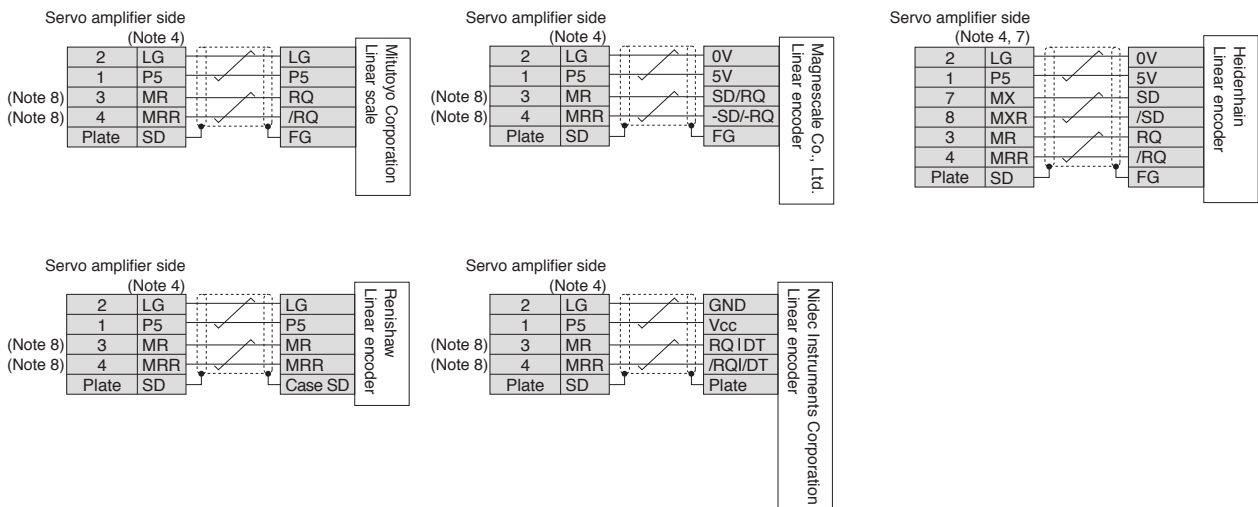 Servo amplifier side
(Note 4)
2 LG LG
1 P5 P5
(Note 8) 3 MR RQ
(Note 8) 4 MRR /RQ
Plate SD FG
Mitutoyo Corporation
Linear scale
Servo amplifier side
(Note 4)
2 LG 0V
1 P5 5V
(Note 8) 3 MR SD/RQ
(Note 8) 4 MRR -SD/-RQ
Plate SD FG
Magnescale Co., Ltd.
Linear encoder
Servo amplifier side
(Note 4, 7)
2 LG 0V
1 P5 5V
7 MX SD
8 MXR /SD
3 MR RQ
4 MRR /RQ
Plate SD FG
Heidenhain
Linear encoder
Servo amplifier side
(Note 4)
2 LG LG
1 P5 P5
(Note 8) 3 MR MR
(Note 8) 4 MRR MRR
Plate SD Case SD
Renishaw
Linear encoder
Servo amplifier side
(Note 4)
2 LG GND
1 P5 Vcc
(Note 8) 3 MR RQIDT
(Note 8) 4 MRR /RQI/DT
Plate SD Plate
Nidec Instruments Corporation
Linear encoder